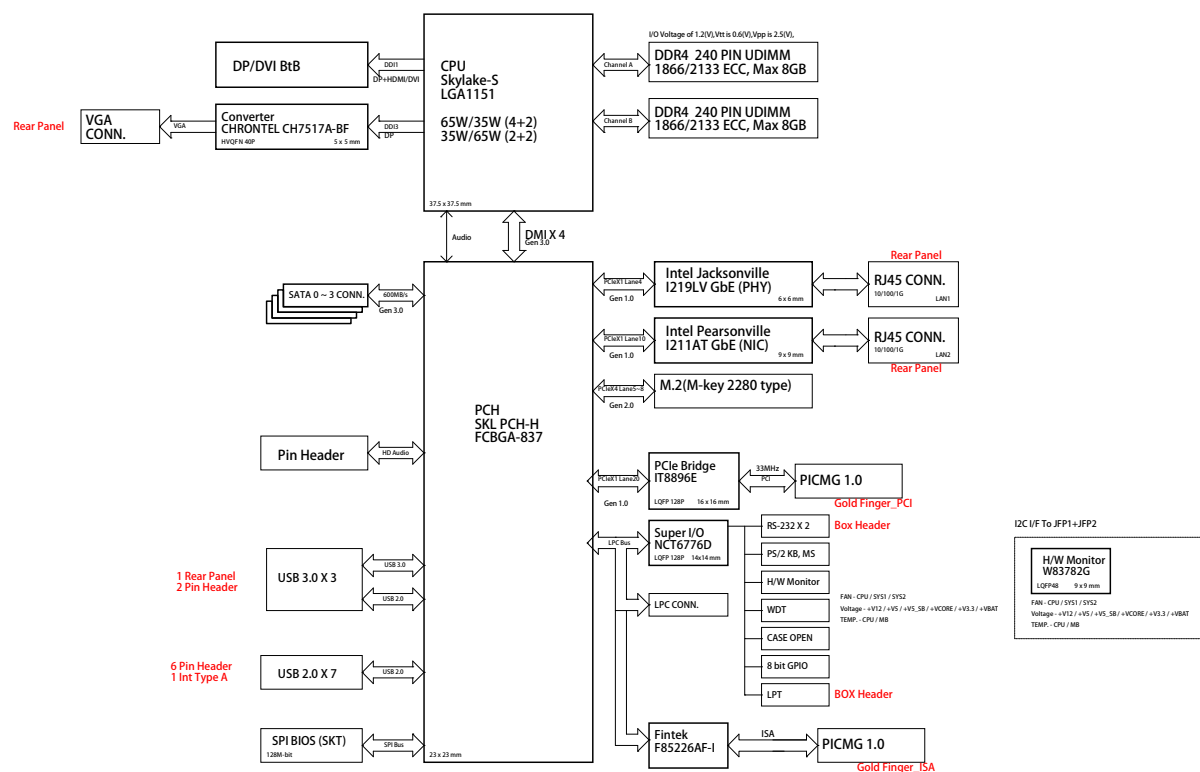 I/O Voltage of 1.2(V),Vtt is 0.6(V),Vpp is 2.5(V),
DP/DVI BtB
DDI1
DP+HDMI/DVI
CPU
Skylake-S
LGA1151
65W/35W (4+2)
35W/65W (2+2)
37.5 x 37.5 mm
Channel A
DDR4 240 PIN UDIMM
1866/2133 ECC, Max 8GB
Channel B
DDR4 240 PIN UDIMM
1866/2133 ECC, Max 8GB
Rear Panel
VGA
CONN.
VGA
Converter
CHRONTEL CH7517A-BF
HVQFN 40P
5 x 5 mm
DDI3
DP
Audio
DMI X 4
Gen 3.0
SATA 0 ~ 3 CONN.
600MB/s
Gen 3.0
PCH
SKL PCH-H
FCBGA-837
23 x 23 mm
PCIeX1 Lane4
Gen 1.0
Intel Jacksonville
I219LV GbE (PHY)
6 x 6 mm
Rear Panel
RJ45 CONN.
10/100/1G
LAN1
PCIeX1 Lane10
Gen 1.0
Intel Pearsonville
I211AT GbE (NIC)
9 x 9 mm
RJ45 CONN.
10/100/1G
LAN2
Rear Panel
PCIeX4 Lane5~8
Gen 2.0
M.2(M-key 2280 type)
Pin Header
HD Audio
PCIeX1 Lane20
Gen 1.0
PCIe Bridge
IT8896E
LQFP 128P
16 x 16 mm
33MHz
PCI
PICMG 1.0
Gold Finger_PCI
LPC Bus
Super I/O
NCT6776D
LQFP 128P
14x14 mm
RS-232 X 2
Box Header
PS/2 KB, MS
H/W Monitor
FAN - CPU / SYS1 / SYS2
Voltage - +V12 / +V5 / +V5_SB / +VCORE / +V3.3 / +VBAT
TEMP. - CPU / MB
WDT
CASE OPEN
8 bit GPIO
LPT
BOX Header
LPC CONN.
I2C I/F To JFP1+JFP2
H/W Monitor
W83782G
LQFP48
9 x 9 mm
FAN - CPU / SYS1 / SYS2
Voltage - +V12 / +V5 / +V5_SB / +VCORE / +V3.3 / +VBAT
TEMP. - CPU / MB
1 Rear Panel
2 Pin Header
USB 3.0 X 3
USB 3.0
USB 2.0
6 Pin Header
1 Int Type A
USB 2.0 X 7
USB 2.0
SPI BIOS (SKT)
128M-bit
SPI Bus
Fintek
F85226AF-I
ISA
PICMG 1.0
Gold Finger_ISA